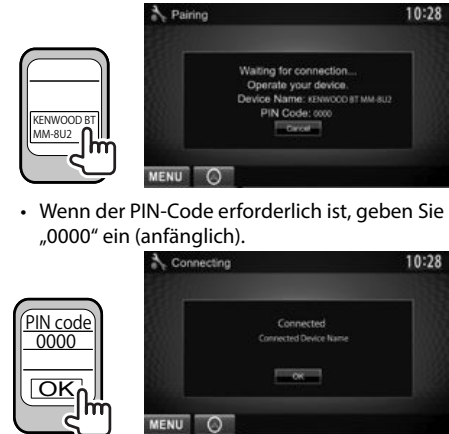 Pairing 10:28
Waiting for connection...
Operate your device.
Device Name: KENWOOD BT MM-8U2
PIN Code: 0000
Cancel
KENWOOD BT
MM-8U2
MENU
• Wenn der PIN-Code erforderlich ist, geben Sie
„0000“ ein (anfänglich).
Connecting 10:28
Connected
Connected Device Name
OK
PIN code
0000
OK
MENU